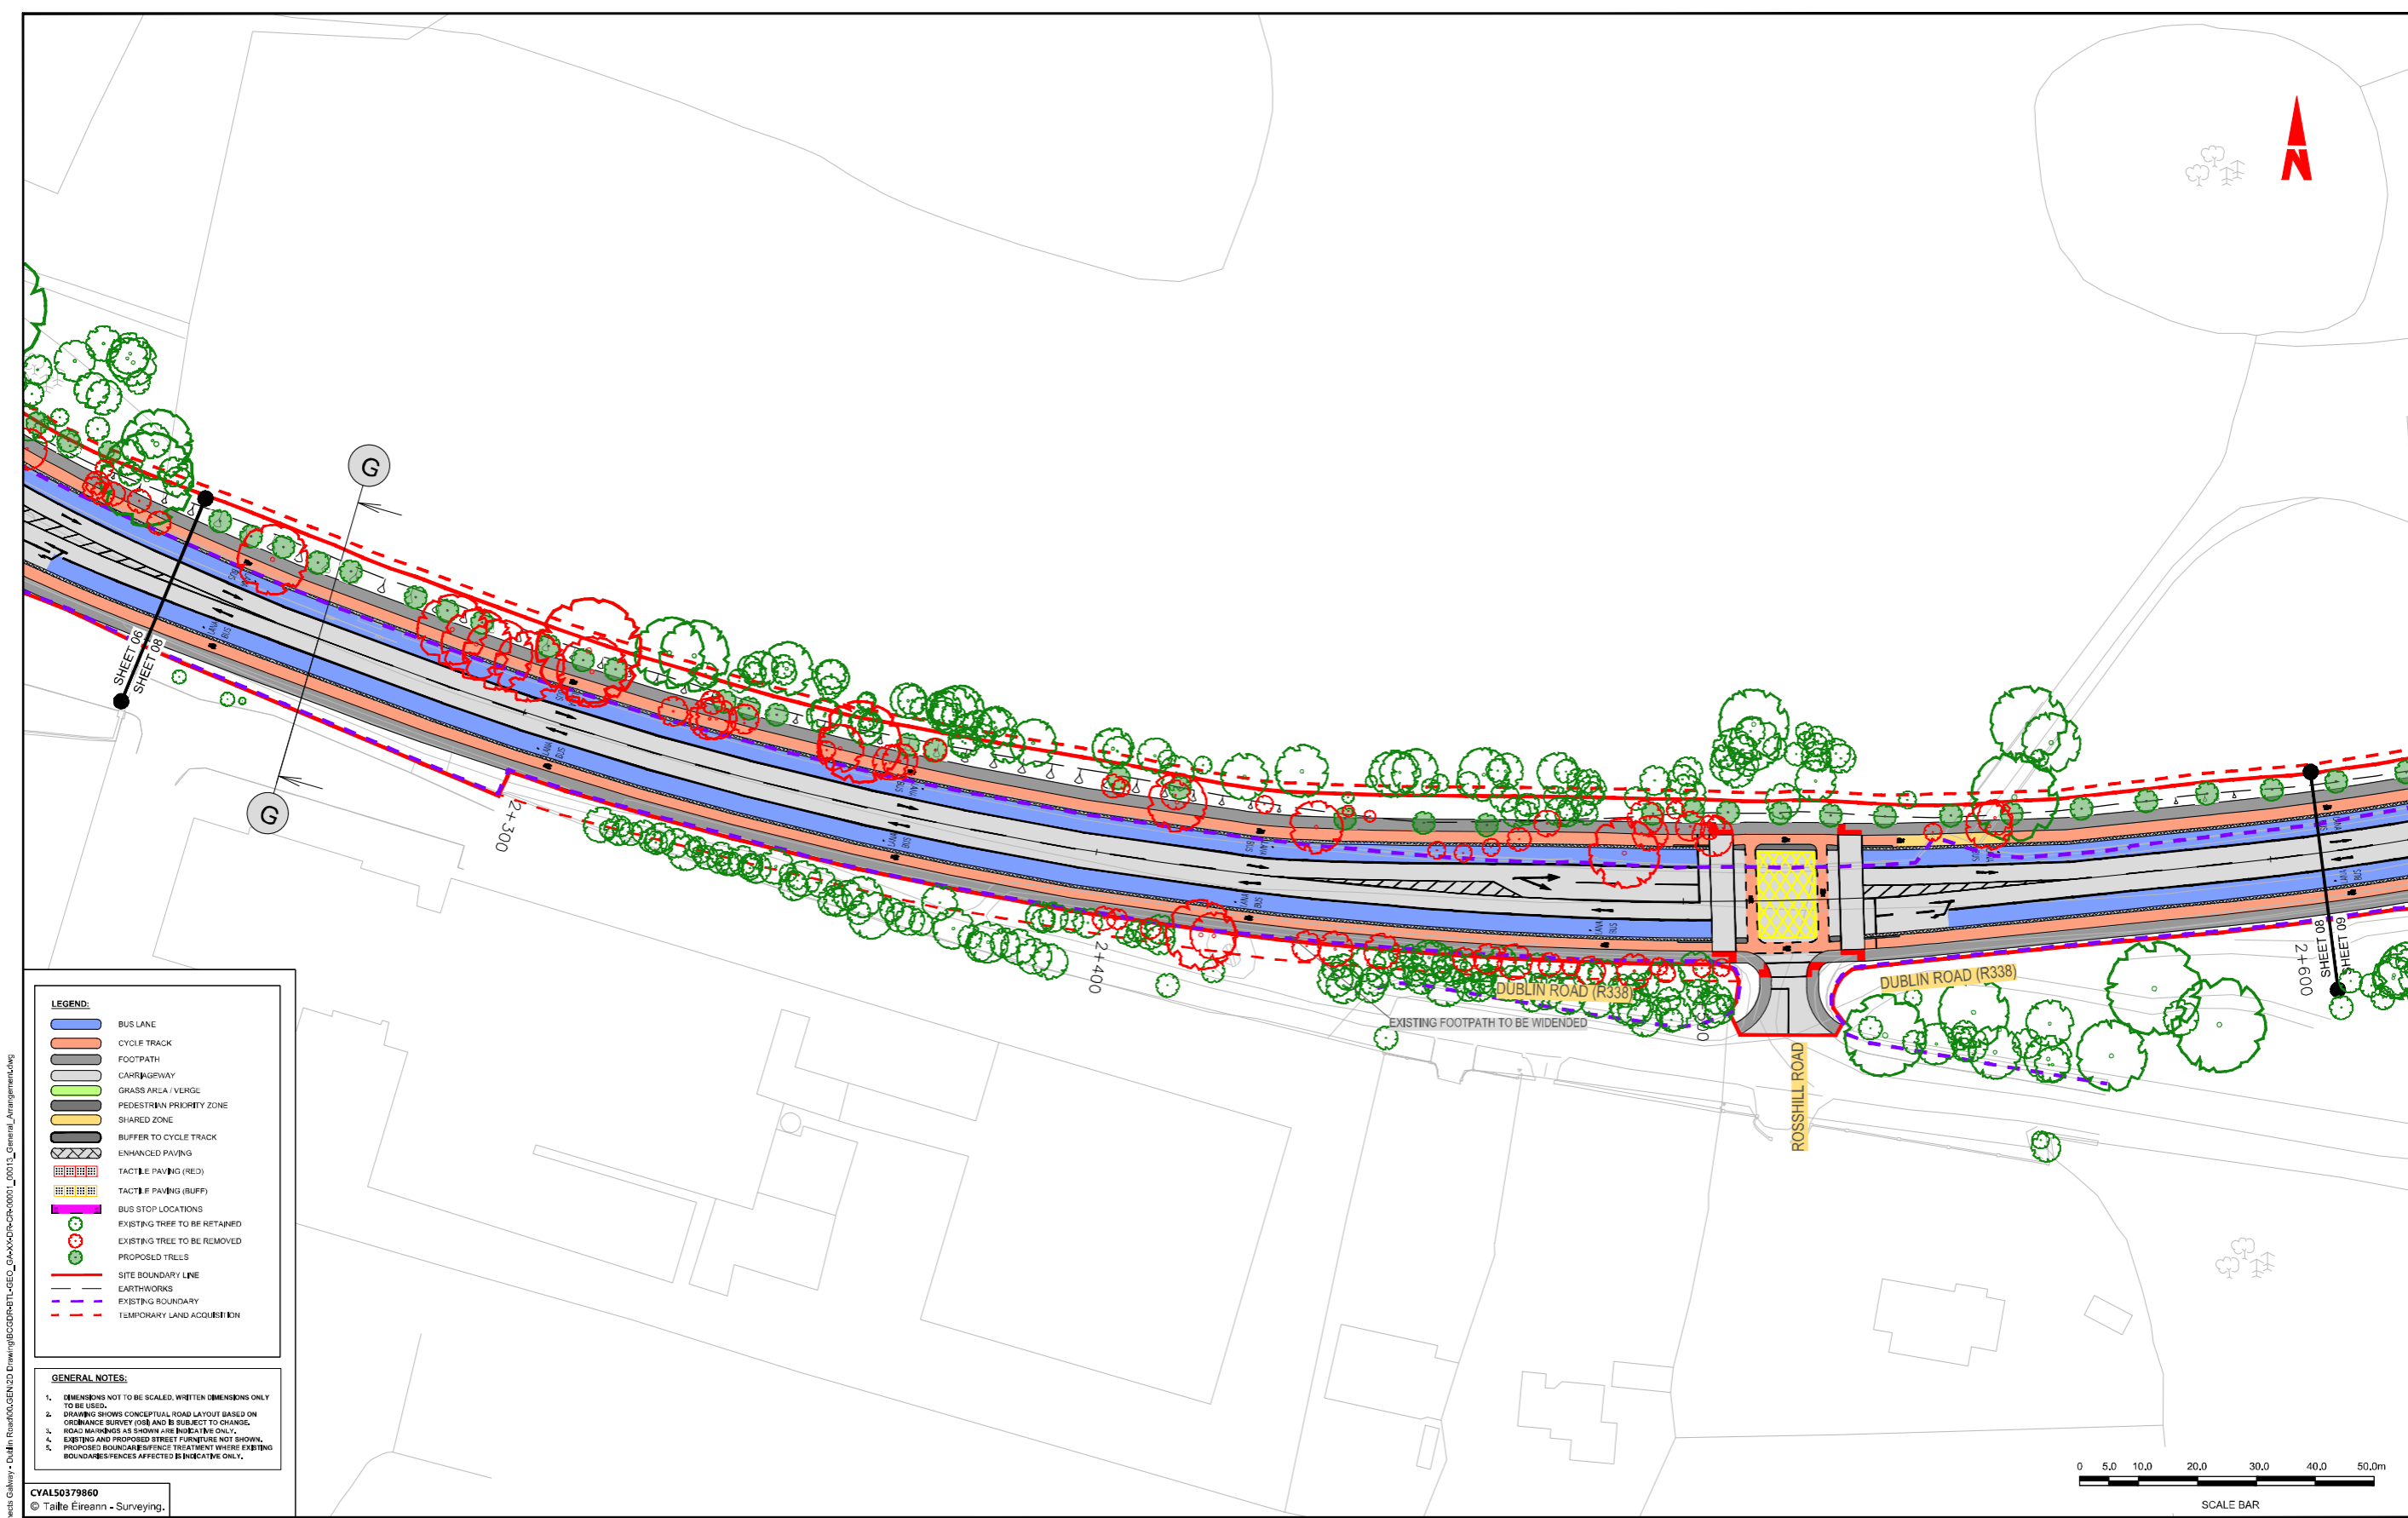 N
G
G
SHEET 06
SHEET 08
LANA
BUS
2+300
2+400
2+600
SHEET 08
SHEET 09
DUBLIN ROAD (R338)
DUBLIN ROAD (R338)
EXISTING FOOTPATH TO BE WIDENDED
ROSSHILL ROAD
LEGEND:
BUS LANE
CYCLE TRACK
FOOTPATH
CARRIAGEWAY
GRASS AREA / VERGE
PEDESTRIAN PRIORITY ZONE
SHARED ZONE
BUFFER TO CYCLE TRACK
ENHANCED PAVING
TACTILE PAVING (RED)
TACTILE PAVING (BUFF)
BUS STOP LOCATIONS
EXISTING TREE TO BE RETAINED
EXISTING TREE TO BE REMOVED
PROPOSED TREES
SITE BOUNDARY LINE
EARTHWORKS
EXISTING BOUNDARY
TEMPORARY LAND ACQUISITION
GENERAL NOTES:
1. DIMENSIONS NOT TO BE SCALED, WRITTEN DIMENSIONS ONLY
TO BE USED.
2. DRAWING SHOWS CONCEPTUAL ROAD LAYOUT BASED ON
ORDINANCE SURVEY (OSI) AND IS SUBJECT TO CHANGE.
3. ROAD MARKINGS AS SHOWN ARE INDICATIVE ONLY.
4. EXISTING AND PROPOSED STREET FURNITURE NOT SHOWN.
5. PROPOSED BOUNDARIES/FENCE TREATMENT WHERE EXISTING
BOUNDARIES/FENCES AFFECTED IS INDICATIVE ONLY.
CYAL50379860
© Tailte Éireann - Surveying.
0 5.0 10.0 20.0 30.0 40.0 50.0m
SCALE BAR